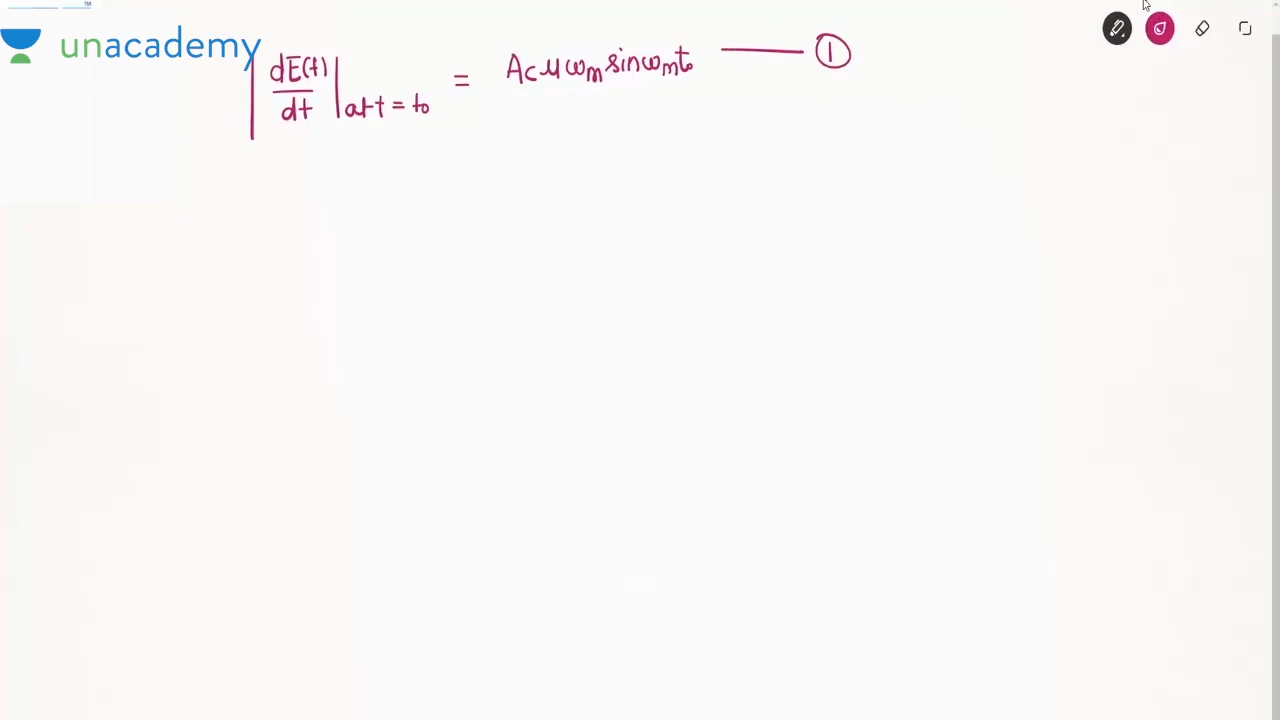 unacademy
|dE(t)/dt| at t = t₀ = Acμωm sinωmt₀ ——— ①